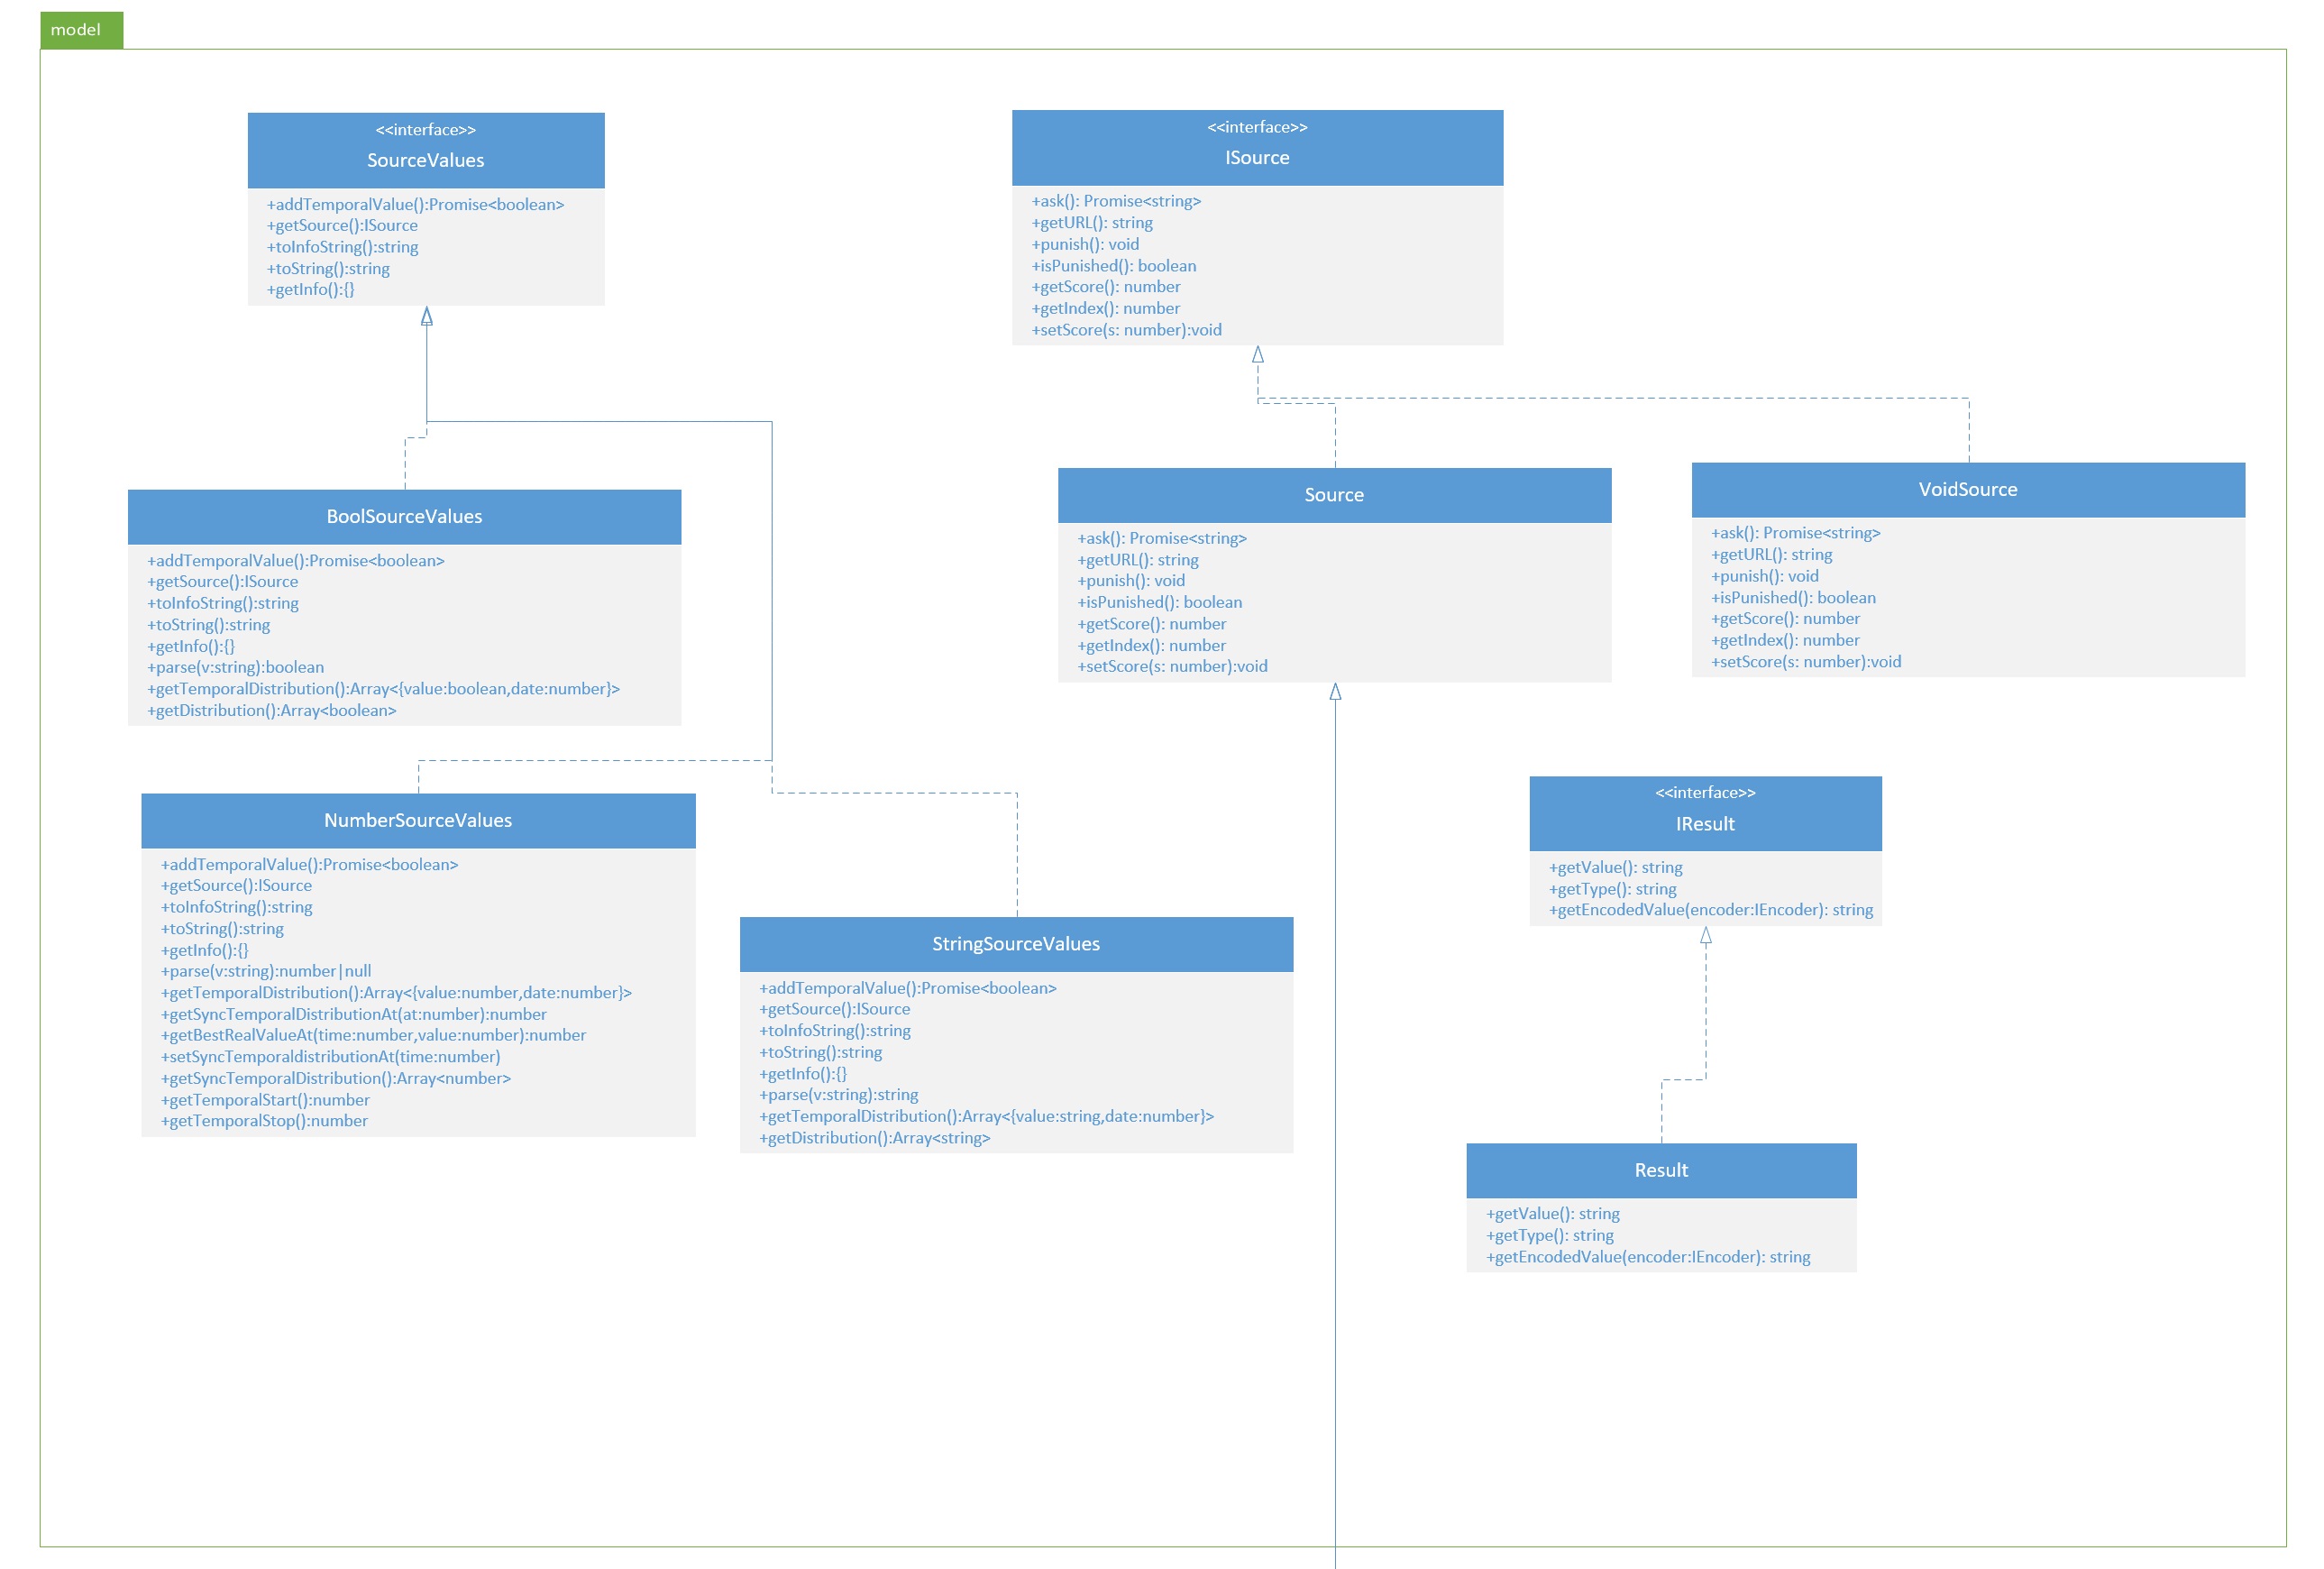 model
<<interface>>
SourceValues
+addTemporalValue():Promise<boolean>
+getSource():ISource
+toInfoString():string
+toString():string
+getInfo():{}
<<interface>>
ISource
+ask(): Promise<string>
+getURL(): string
+punish(): void
+isPunished(): boolean
+getScore(): number
+getIndex(): number
+setScore(s: number):void
BoolSourceValues
+addTemporalValue():Promise<boolean>
+getSource():ISource
+toInfoString():string
+toString():string
+getInfo():{}
+parse(v:string):boolean
+getTemporalDistribution():Array<{value:boolean,date:number}>
+getDistribution():Array<boolean>
Source
+ask(): Promise<string>
+getURL(): string
+punish(): void
+isPunished(): boolean
+getScore(): number
+getIndex(): number
+setScore(s: number):void
VoidSource
+ask(): Promise<string>
+getURL(): string
+punish(): void
+isPunished(): boolean
+getScore(): number
+getIndex(): number
+setScore(s: number):void
NumberSourceValues
+addTemporalValue():Promise<boolean>
+getSource():ISource
+toInfoString():string
+toString():string
+getInfo():{}
+parse(v:string):number|null
+getTemporalDistribution():Array<{value:number,date:number}>
+getSyncTemporalDistributionAt(at:number):number
+getBestRealValueAt(time:number,value:number):number
+setSyncTemporaldistributionAt(time:number)
+getSyncTemporalDistribution():Array<number>
+getTemporalStart():number
+getTemporalStop():number
StringSourceValues
+addTemporalValue():Promise<boolean>
+getSource():ISource
+toInfoString():string
+toString():string
+getInfo():{}
+parse(v:string):string
+getTemporalDistribution():Array<{value:string,date:number}>
+getDistribution():Array<string>
<<interface>>
IResult
+getValue(): string
+getType(): string
+getEncodedValue(encoder:IEncoder): string
Result
+getValue(): string
+getType(): string
+getEncodedValue(encoder:IEncoder): string